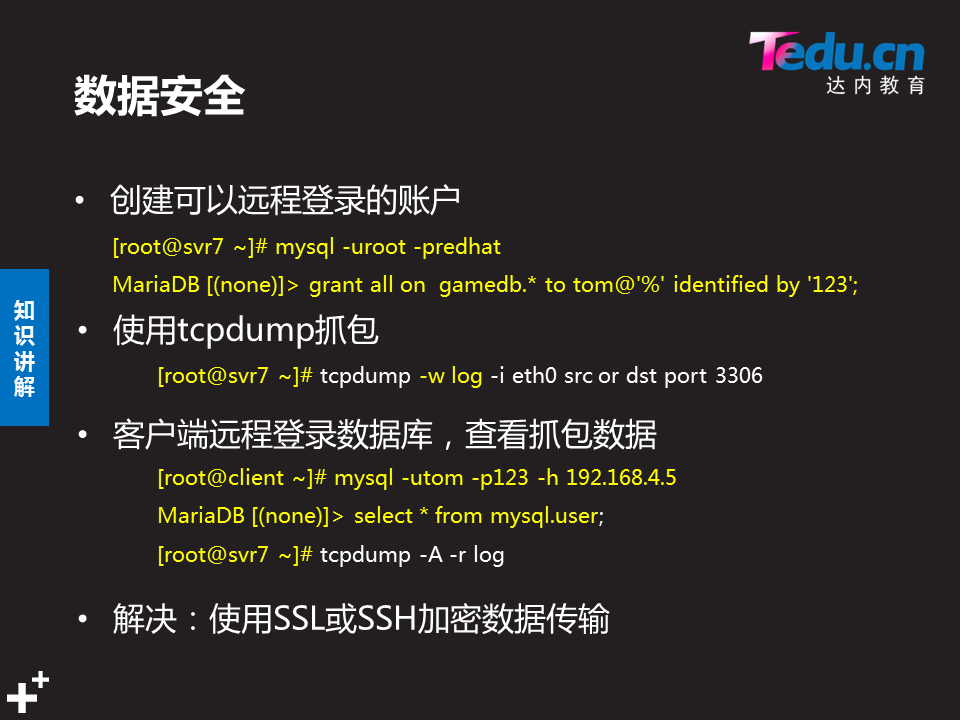 Tedu.cn
达内教育
数据安全
• 创建可以远程登录的账户
[root@svr7 ~]# mysql -uroot -predhat
MariaDB [(none)]> grant all on  gamedb.* to tom@'%' identified by '123';
• 使用tcpdump抓包
[root@svr7 ~]# tcpdump -w log -i eth0 src or dst port 3306
知识讲解
• 客户端远程登录数据库，查看抓包数据
[root@client ~]# mysql -utom -p123 -h 192.168.4.5
MariaDB [(none)]> select * from mysql.user;
[root@svr7 ~]# tcpdump -A -r log
• 解决：使用SSL或SSH加密数据传输